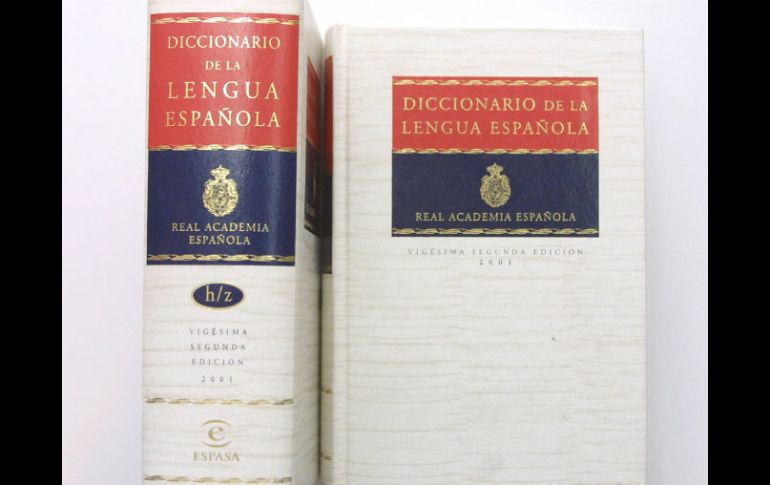 DICCIONARIO
DE LA
LENGUA
ESPAÑOLA
REAL ACADEMIA
ESPAÑOLA
h/z
VIGÉSIMA
SEGUNDA
EDICIÓN
2001
e
ESPASA
DICCIONARIO DE LA
LENGUA ESPAÑOLA
REAL ACADEMIA ESPAÑOLA
VIGÉSIMA SEGUNDA EDICIÓN
2001